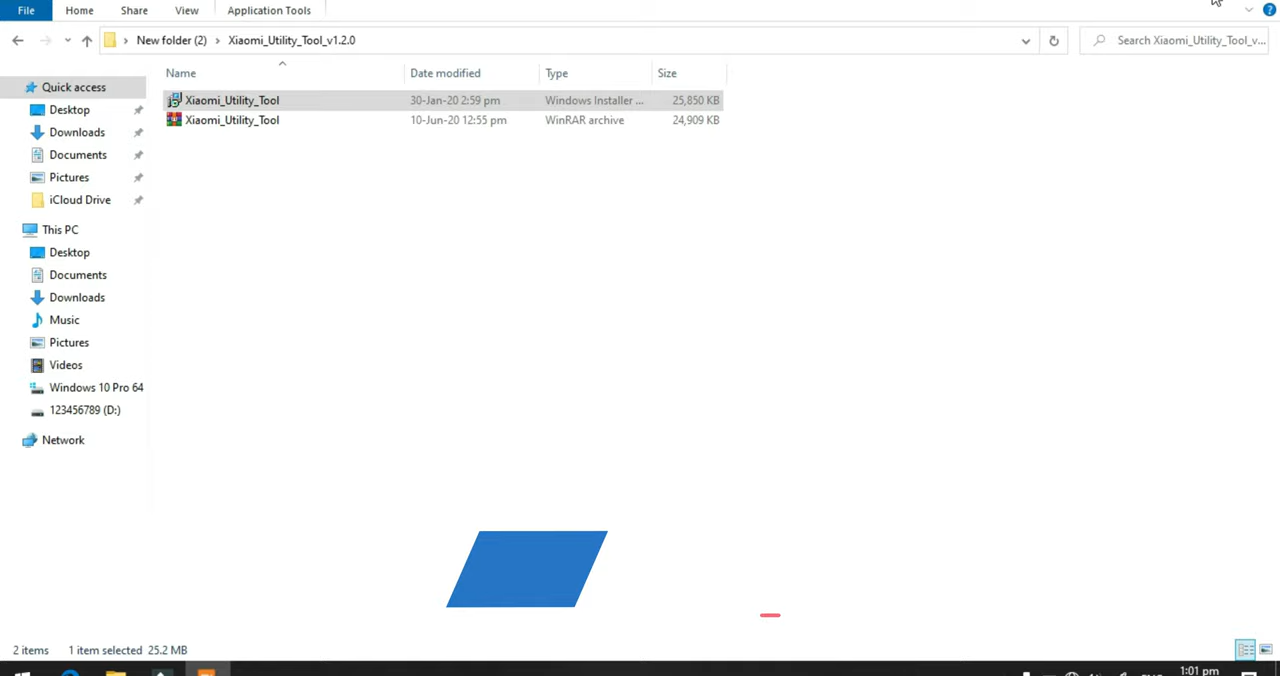 File Home Share View Application Tools
New folder (2) Xiaomi_Utility_Tool_v1.2.0 Search Xiaomi_Utility_Tool_v...
Name Date modified Type Size
Quick access
Xiaomi_Utility_Tool 30-Jan-20 2:59 pm Windows Installer ... 25,850 KB
Desktop
Xiaomi_Utility_Tool 10-Jun-20 12:55 pm WinRAR archive 24,909 KB
Downloads
Documents
Pictures
iCloud Drive
This PC
Desktop
Documents
Downloads
Music
Pictures
Videos
Windows 10 Pro 64
123456789 (D:)
Network
2 items 1 item selected 25.2 MB
1:01 pm